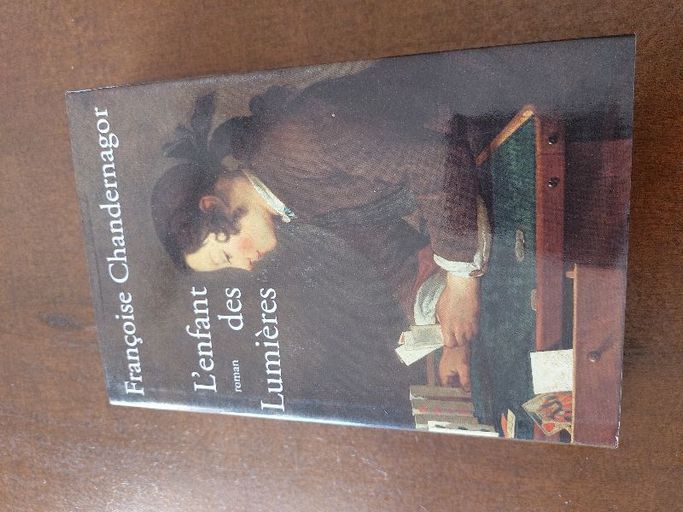 Françoise Chandernagor
L'enfant
roman
des
Lumières